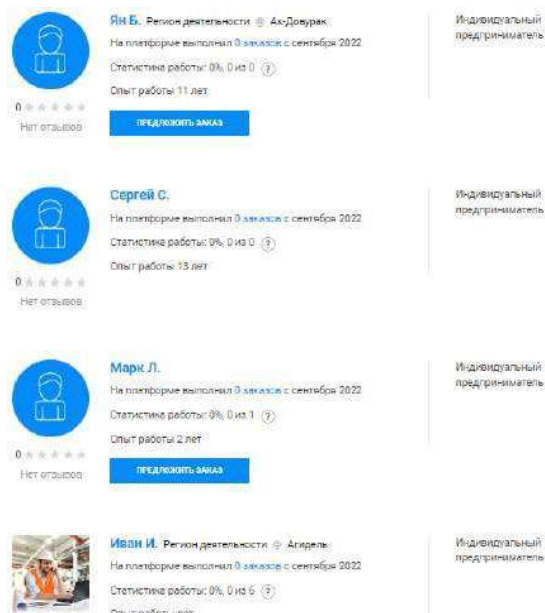 Ян Б. Регион деятельности Ак-Довурак
На платформе выполнил 0 заказов с сентября 2022
Статистика работы: 0%, 0 из 0 ?
Опыт работы 11 лет
ПРЕДЛОЖИТЬ ЗАКАЗ
0
Нет отзывов
Индивидуальный
предприниматель
Сергей С.
На платформе выполнил 0 заказов с сентября 2022
Статистика работы: 0%, 0 из 0 ?
Опыт работы 13 лет
0
Нет отзывов
Индивидуальный
предприниматель
Марк Л.
На платформе выполнил 0 заказов с сентября 2022
Статистика работы: 0%, 0 из 1 ?
Опыт работы 2 лет
ПРЕДЛОЖИТЬ ЗАКАЗ
0
Нет отзывов
Индивидуальный
предприниматель
Иван И. Регион деятельности Агидель
На платформе выполнил 0 заказов с сентября 2022
Статистика работы: 0%, 0 из 6 ?
Опыт работы лет
Индивидуальный
предприниматель